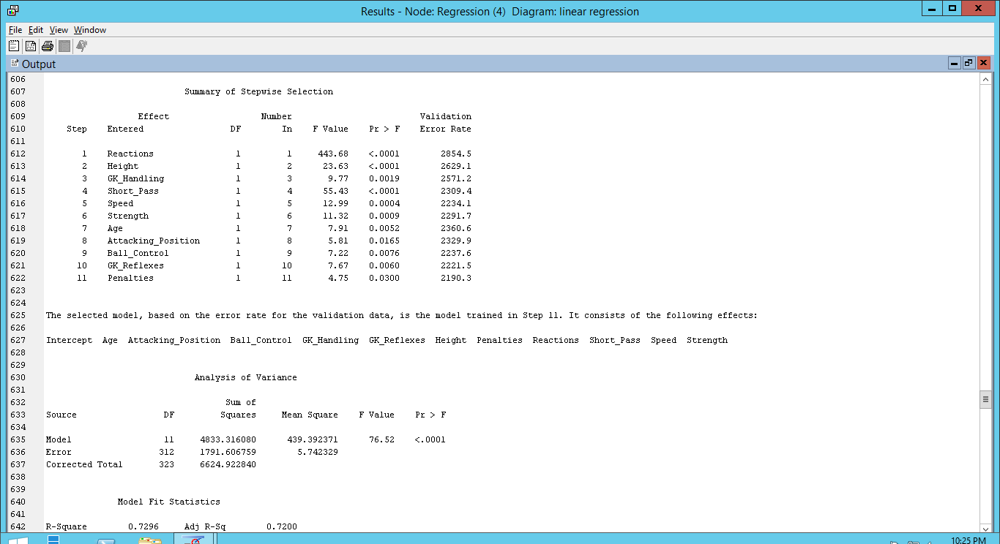 Results - Node: Regression (4) Diagram: linear regression
File Edit View Window
Output
606
607 Summary of Stepwise Selection
608
609 Effect Number Validation
610 Step Entered DF In F Value Pr > F Error Rate
611
612 1 Reactions 1 1 443.68 <.0001 2854.5
613 2 Height 1 2 23.63 <.0001 2629.1
614 3 GK_Handling 1 3 9.77 0.0019 2571.2
615 4 Short_Pass 1 4 55.43 <.0001 2309.4
616 5 Speed 1 5 12.99 0.0004 2234.1
617 6 Strength 1 6 11.32 0.0009 2291.7
618 7 Age 1 7 7.91 0.0052 2360.6
619 8 Attacking_Position 1 8 5.81 0.0165 2329.9
620 9 Ball_Control 1 9 7.22 0.0076 2237.6
621 10 GK_Reflexes 1 10 7.67 0.0060 2221.5
622 11 Penalties 1 11 4.75 0.0300 2190.3
623
624
625 The selected model, based on the error rate for the validation data, is the model trained in Step 11. It consists of the following effects:
626
627 Intercept Age Attacking_Position Ball_Control GK_Handling GK_Reflexes Height Penalties Reactions Short_Pass Speed Strength
628
629
630 Analysis of Variance
631
632 Sum of
633 Source DF Squares Mean Square F Value Pr > F
634
635 Model 11 4833.316080 439.392371 76.52 <.0001
636 Error 312 1791.606759 5.742329
637 Corrected Total 323 6624.922840
638
639
640 Model Fit Statistics
641
642 R-Square 0.7296 Adj R-Sq 0.7200
10:25 PM